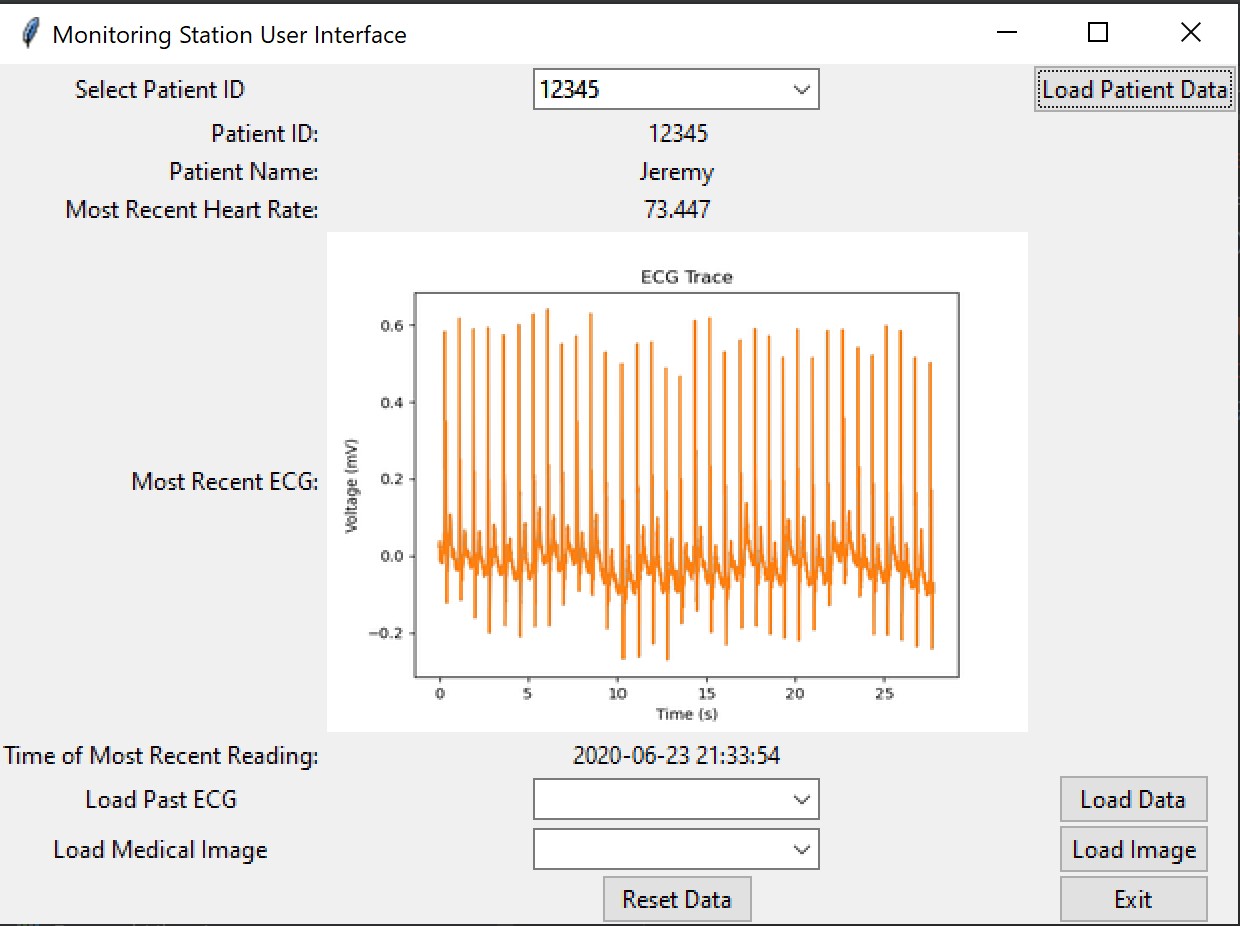 Monitoring Station User Interface
Select Patient ID 12345 Load Patient Data
Patient ID: 12345
Patient Name: Jeremy
Most Recent Heart Rate: 73.447
ECG Trace
0.6
0.4
0.2
0.0
−0.2
Voltage (mV)
Most Recent ECG:
0 5 10 15 20 25
Time (s)
Time of Most Recent Reading: 2020-06-23 21:33:54
Load Past ECG Load Data
Load Medical Image Load Image
Reset Data Exit